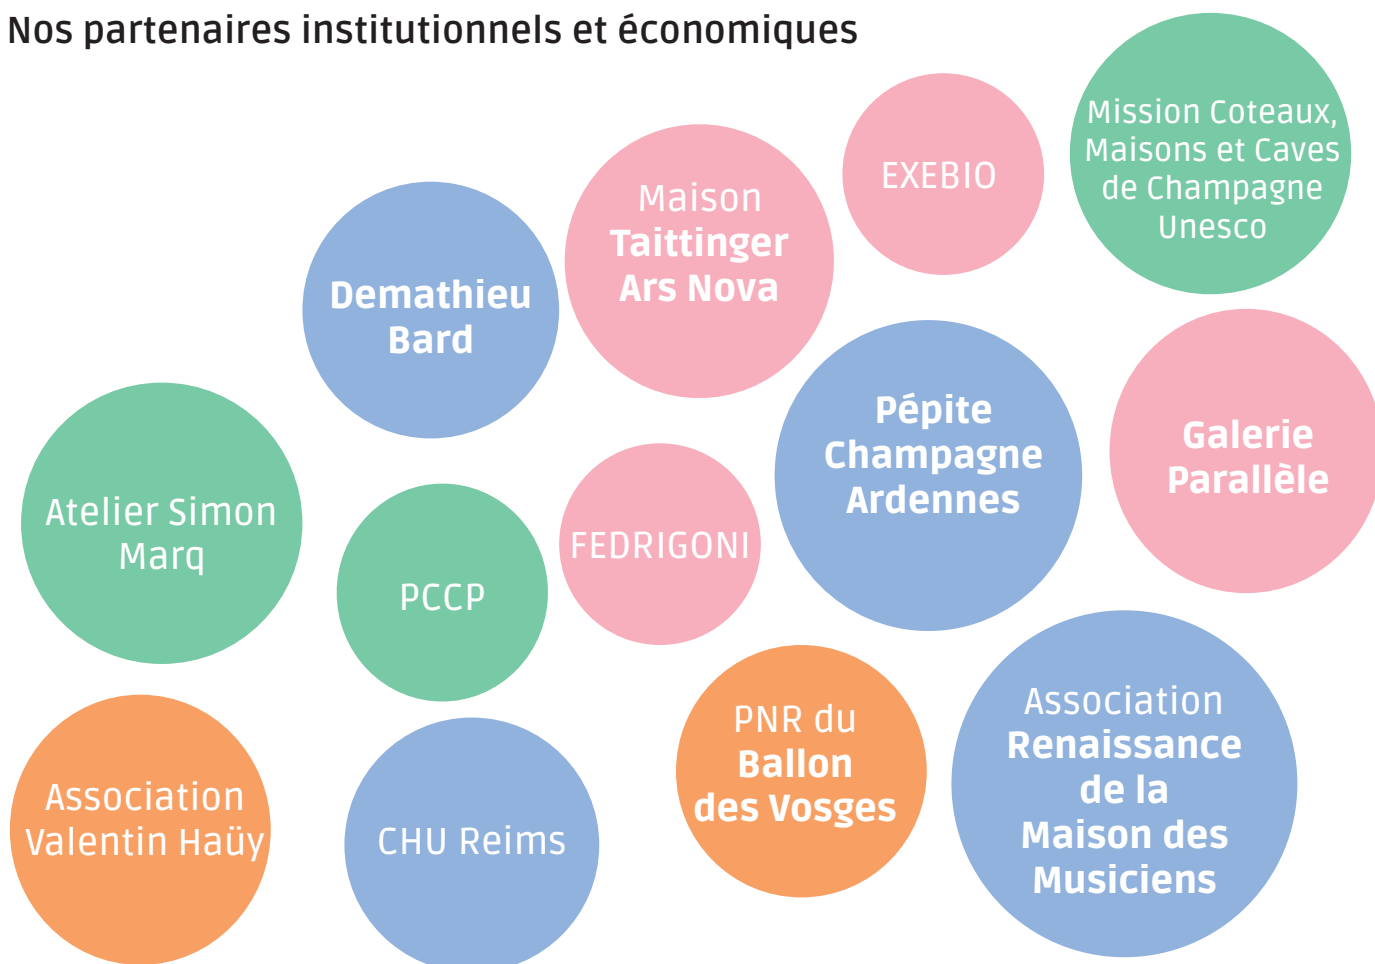 Nos partenaires institutionnels et économiques
Mission Coteaux,
Maisons et Caves
de Champagne
Unesco
EXEBIO
Maison
Taittinger
Ars Nova
Demathieu
Bard
Pépite
Champagne
Ardennes
Galerie
Parallèle
Atelier Simon
Marq
PCCP
FEDRIGONI
PNR du
Ballon
des Vosges
Association
Renaissance
de la
Maison des
Musiciens
Association
Valentin Haüy
CHU Reims